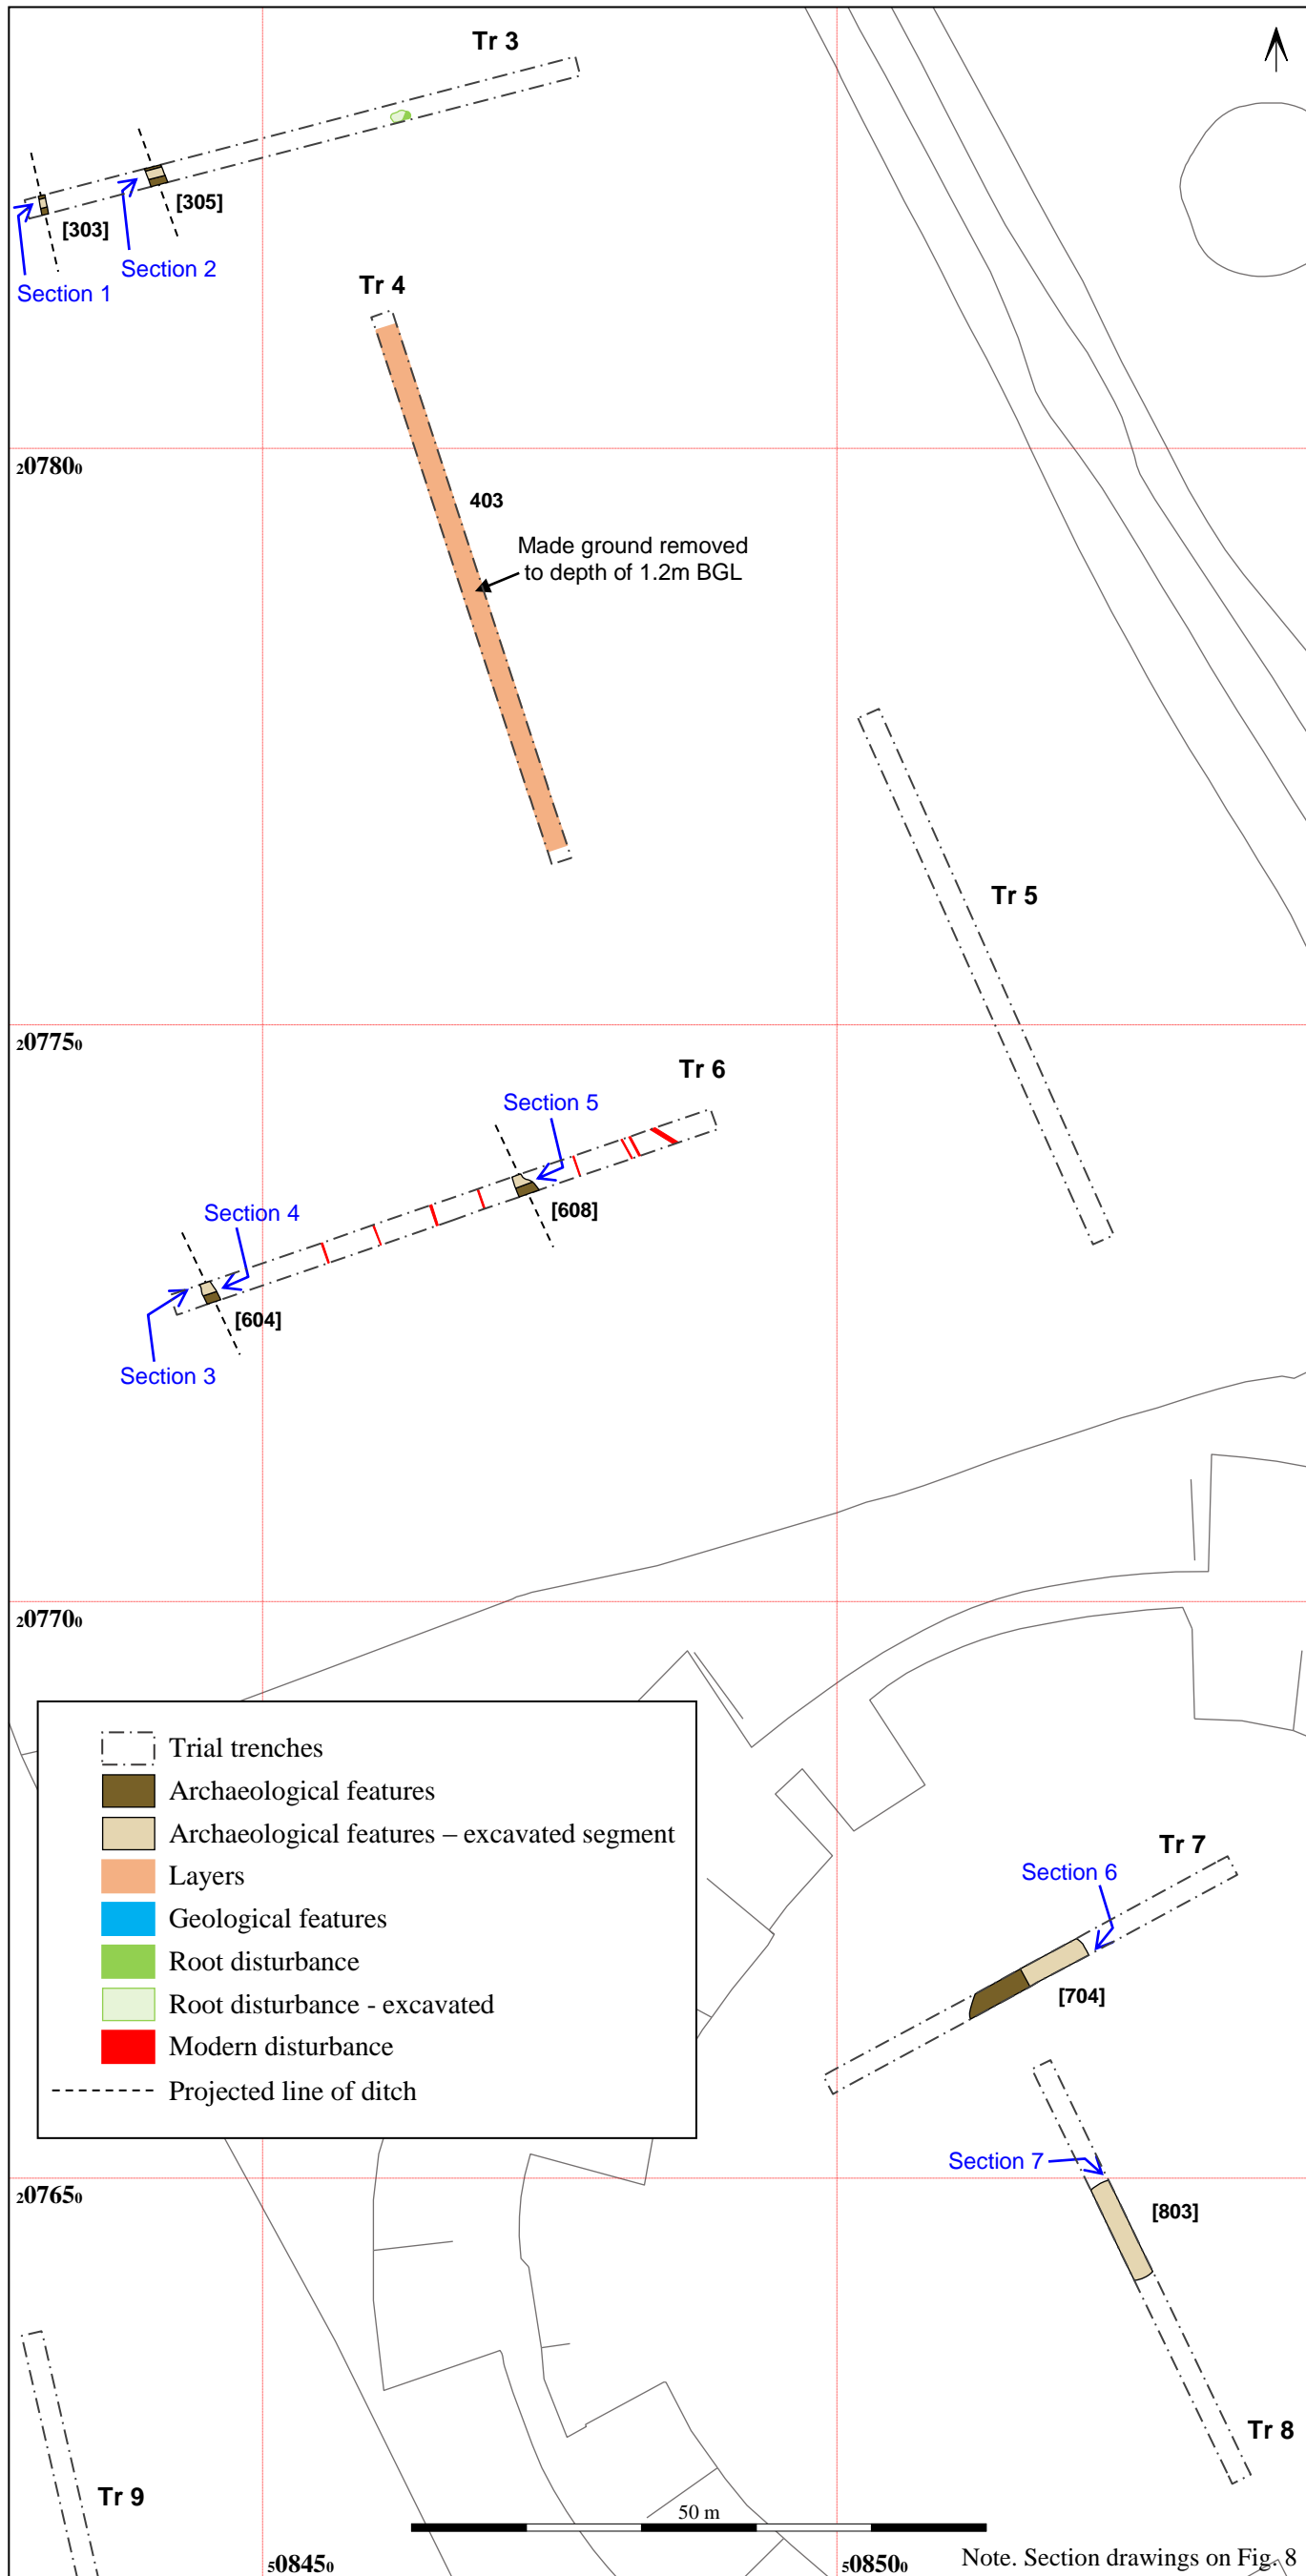 Tr 3
[305]
[303]
Section 2
Section 1
Tr 4
207800
403
Made ground removed
to depth of 1.2m BGL
Tr 5
207750
Tr 6
Section 5
[608]
Section 4
[604]
Section 3
207700
Trial trenches
Archaeological features
Archaeological features – excavated segment
Layers
Geological features
Root disturbance
Root disturbance - excavated
Modern disturbance
Projected line of ditch
Tr 7
Section 6
[704]
Section 7
207650
[803]
Tr 8
Tr 9
50 m
508450
508500
Note. Section drawings on Fig. 8